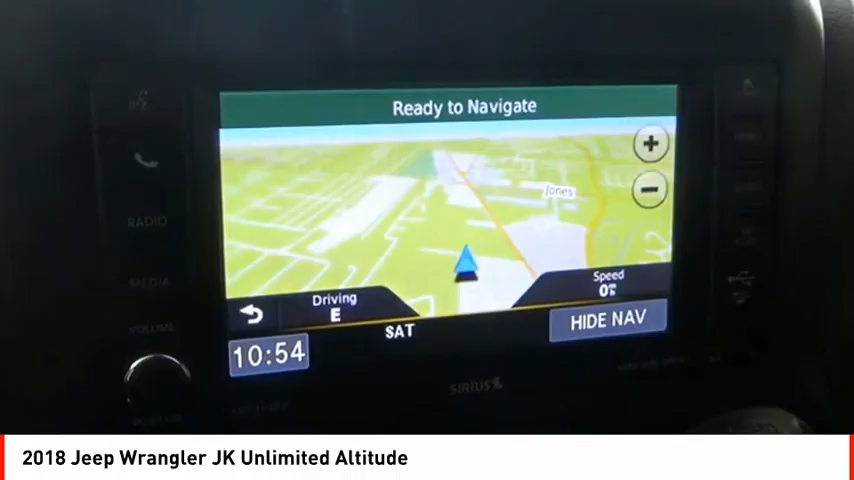 Ready to Navigate
Jones
RADIO
MEDIA
Driving
E
Speed
0
SAT
HIDE NAV
VOLUME
10:54
SIRIUS
2018 Jeep Wrangler JK Unlimited Altitude